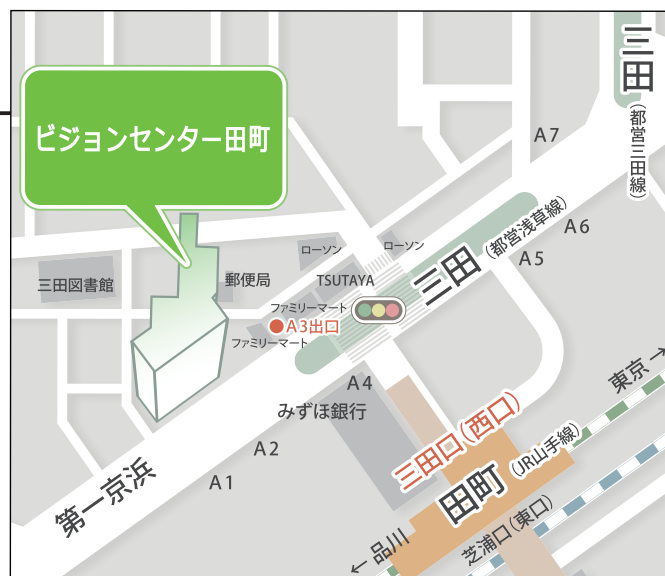 三田
(都営三田線)
ビジョンセンター田町
A7
A6
A5
三田
(都営浅草線)
ローソン
ローソン
TSUTAYA
郵便局
三田図書館
ファミリーマート
A3出口
ファミリーマート
A4
みずほ銀行
A2
A1
第一京浜
三田口(西口)
田町
(JR山手線)
東京→
芝浦口(東口)
←品川